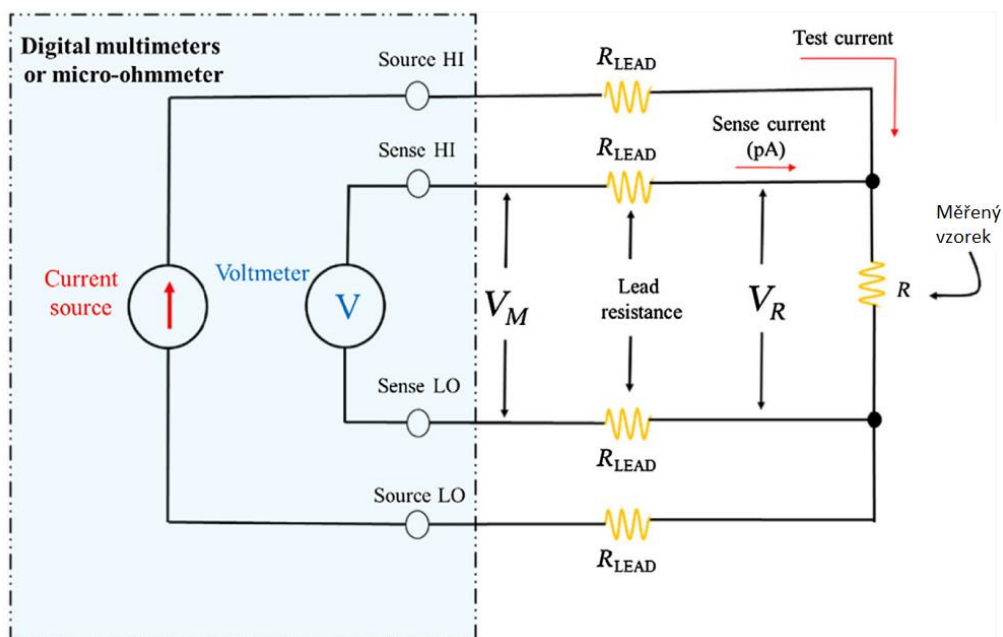 Digital multimeters
or micro-ohmmeter
Source HI
R_LEAD
Test current
Sense HI
R_LEAD
Sense current
(pA)
Měřený
vzorek
Current
source
Voltmeter
V
V_M
Lead
resistance
V_R
R
Sense LO
R_LEAD
Source LO
R_LEAD